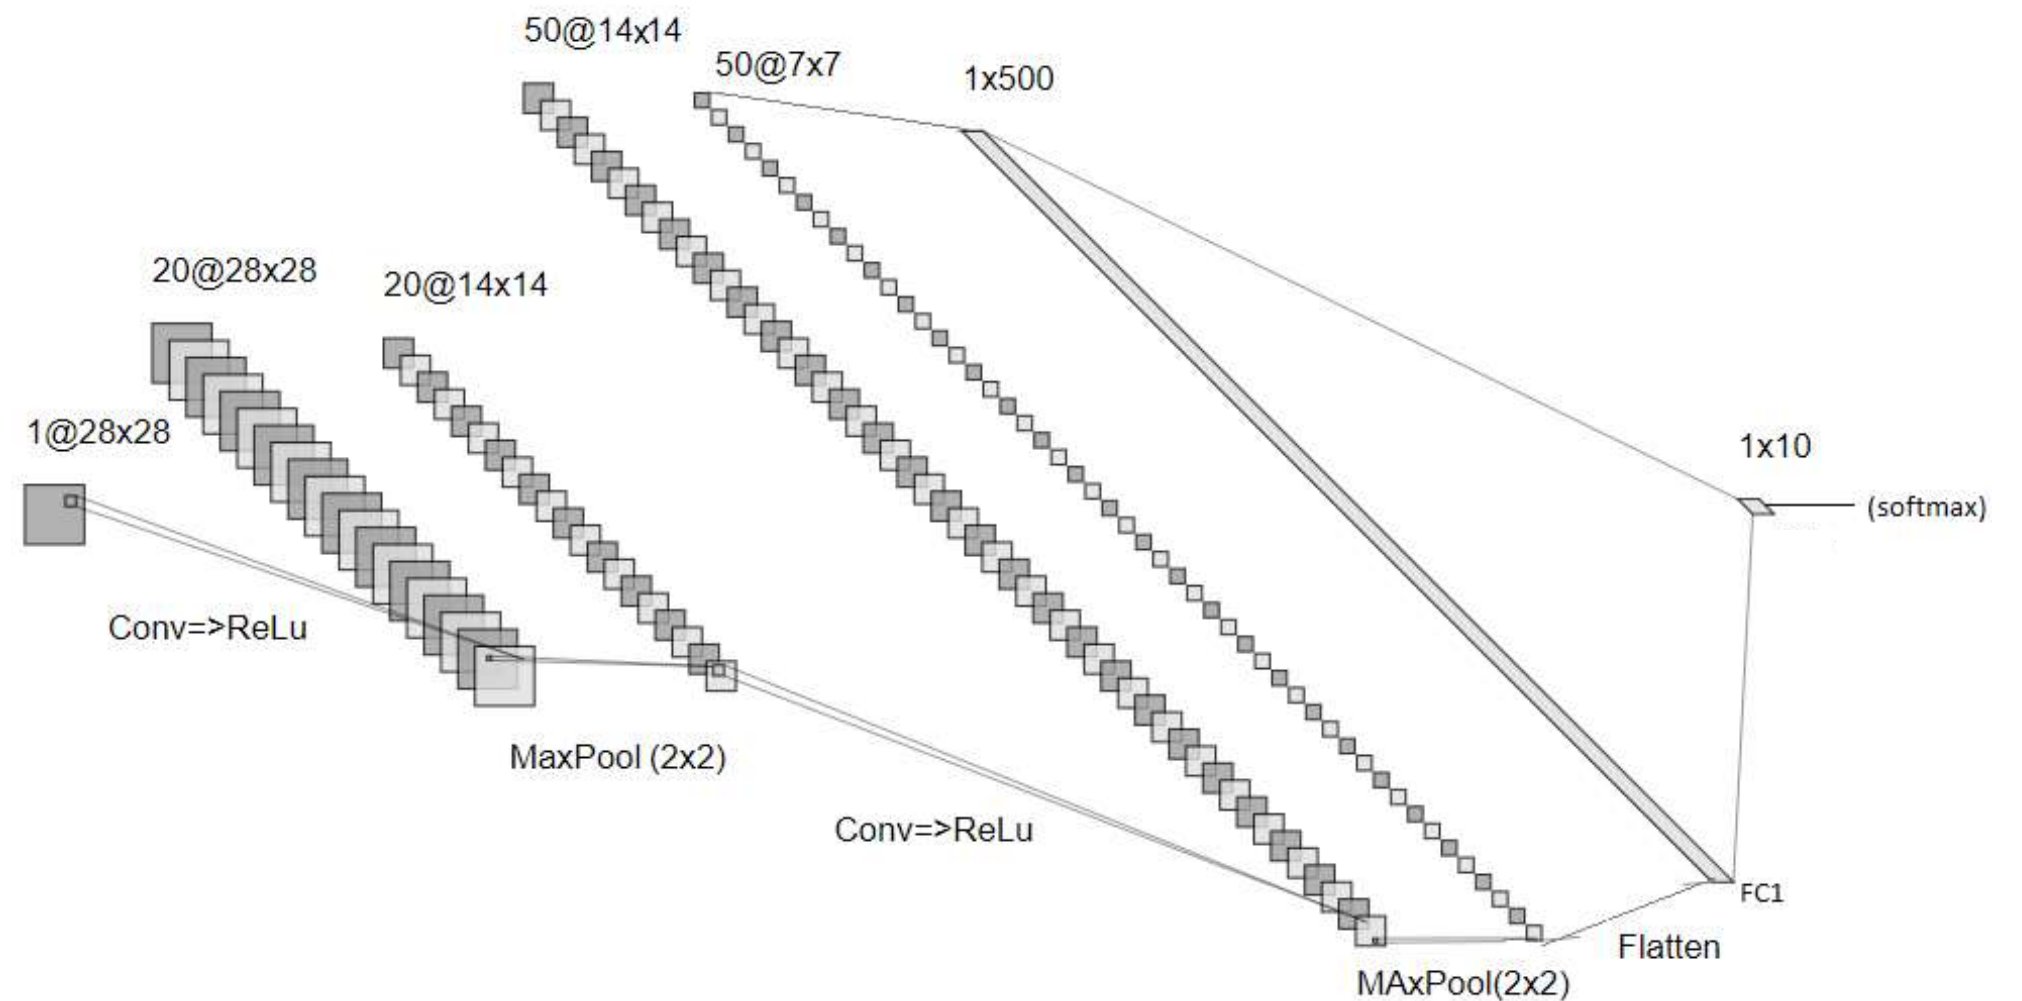 50@14x14
50@7x7
1x500
20@28x28
20@14x14
1@28x28
1x10
(softmax)
Conv=>ReLu
MaxPool (2x2)
Conv=>ReLu
FC1
Flatten
MAxPool(2x2)